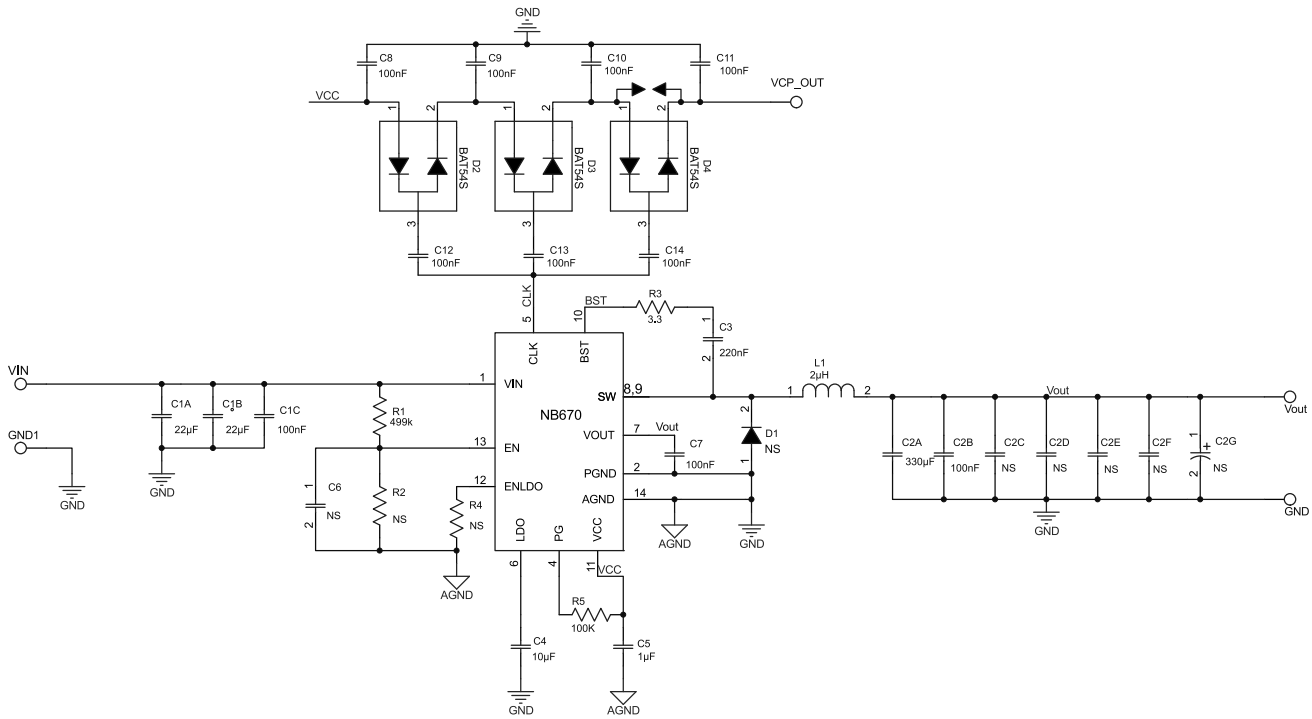 GND
C8
100nF
C9
100nF
C10
100nF
C11
100nF
VCP_OUT
VCC
1
2
1
2
1
2
D2
BAT54S
D3
BAT54S
D4
BAT54S
3
3
3
C12
100nF
C13
100nF
C14
100nF
CLK
5
BST
10
R3
3.3
1
C3
2
220nF
CLK
BST
VIN
1
VIN
C1A
22µF
C1B
22µF
C1C
100nF
R1
499k
GND1
GND
GND
13
EN
12
ENLDO
1
C6
2
NS
R2
NS
R4
NS
AGND
NB670
SW
8,9
VOUT
7
Vout
C7
100nF
PGND
2
AGND
14
AGND
GND
2
D1
1
NS
LDO
PG
VCC
6
4
11
VCC
R5
100K
C4
10µF
GND
C5
1µF
AGND
L1
2µH
1
2
Vout
Vout
C2A
330µF
C2B
100nF
C2C
NS
C2D
NS
C2E
NS
C2F
NS
1
+
C2G
2
NS
GND
GND